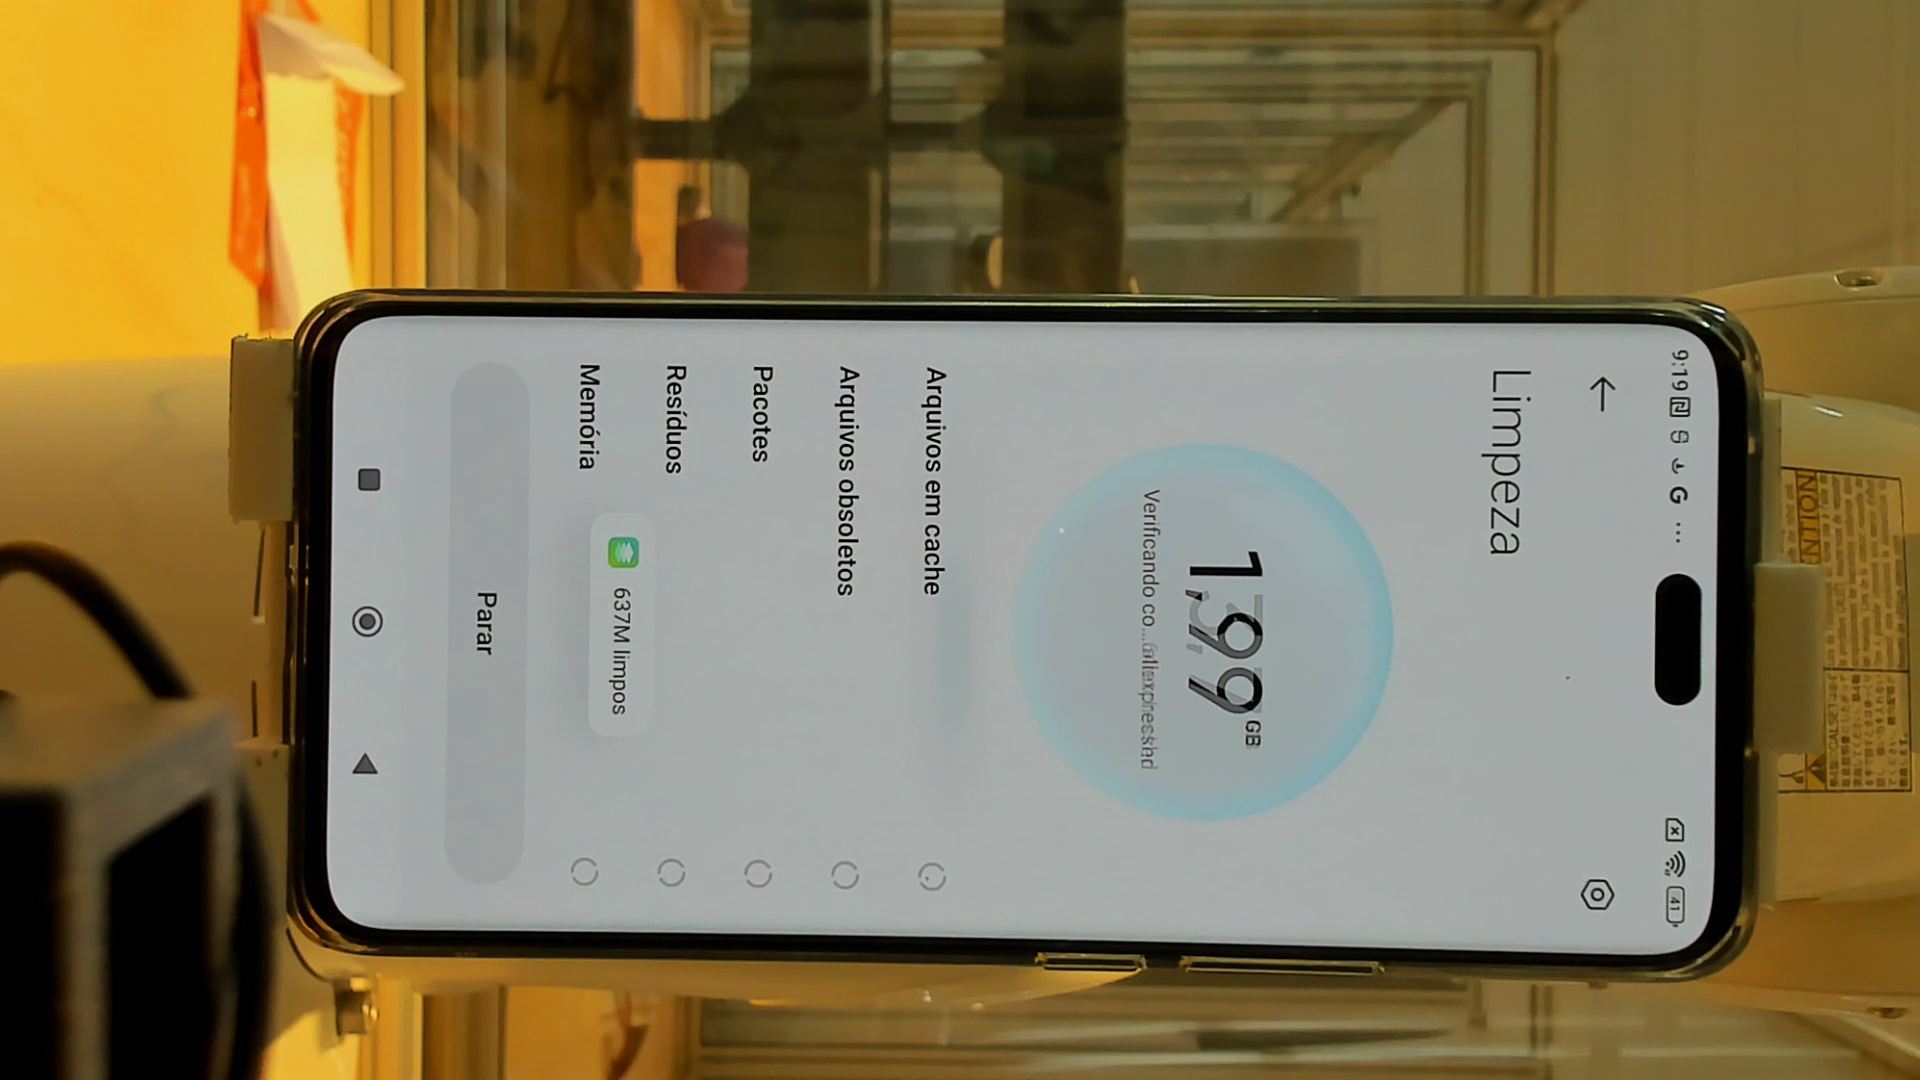 9:19 G ...
41
Limpeza
1,99 GB
Verificando co...
Arquivos em cache
Arquivos obsoletos
Pacotes
Resíduos
Memória
637M limpos
Parar